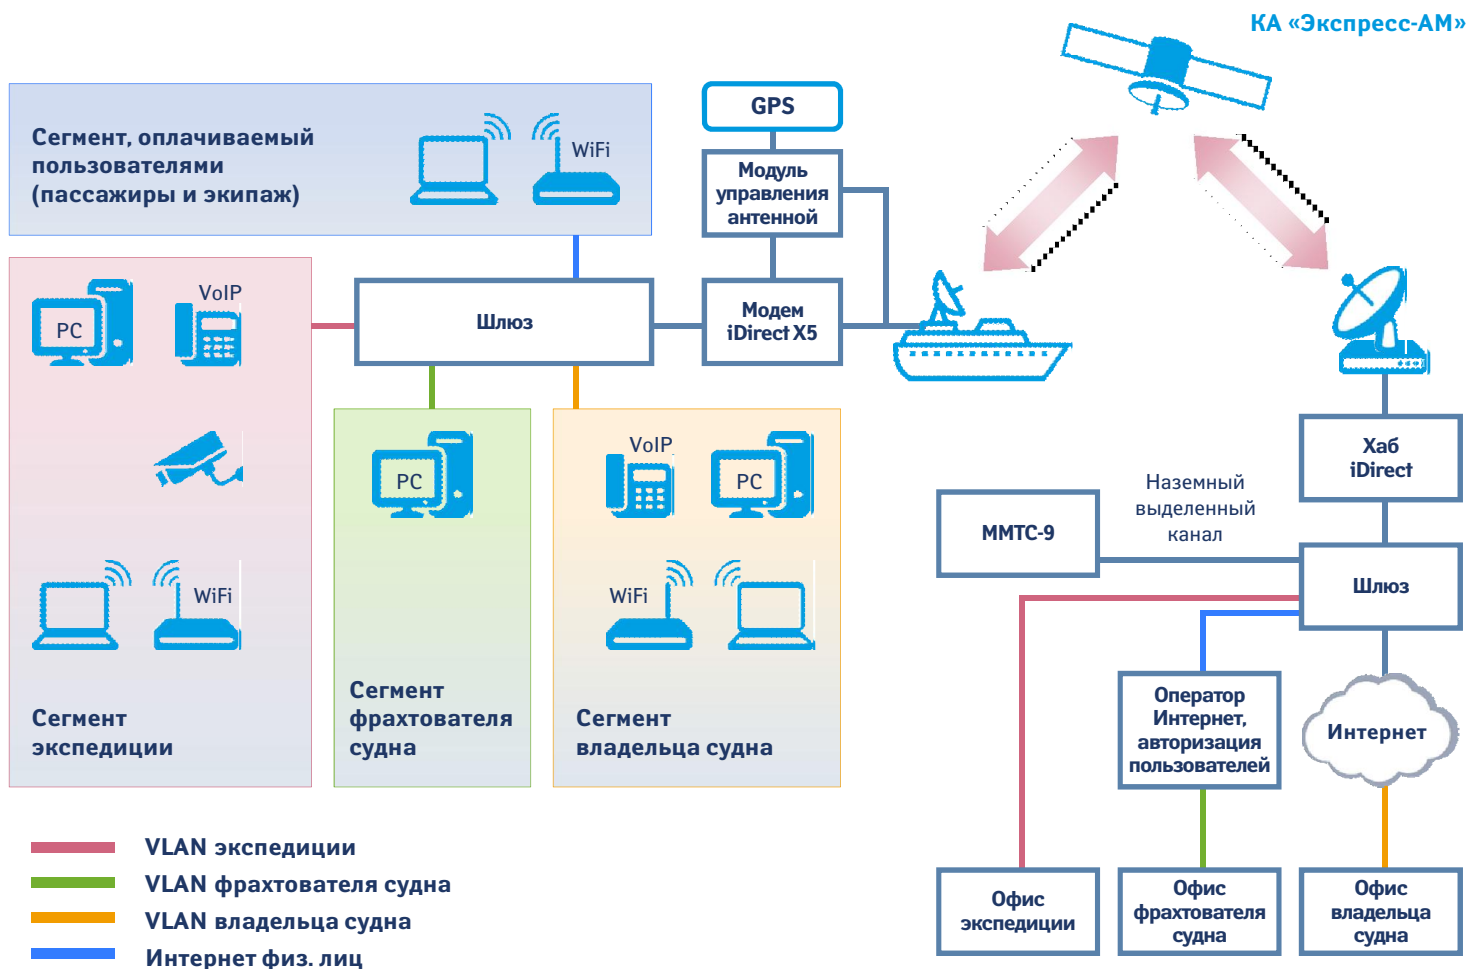 КА «Экспресс-АМ»
Сегмент, оплачиваемый
пользователями
(пассажиры и экипаж)
WiFi
GPS
Модуль
управления
антенной
PC
VoIP
Шлюз
Модем
iDirect X5
WiFi
Сегмент
экспедиции
PC
Сегмент
фрахтователя
судна
VoIP
PC
WiFi
Сегмент
владельца судна
Хаб
iDirect
ММТС-9
Наземный
выделенный
канал
Шлюз
Оператор
Интернет,
авторизация
пользователей
Интернет
Офис
экспедиции
Офис
фрахтователя
судна
Офис
владельца
судна
VLAN экспедиции
VLAN фрахтователя судна
VLAN владельца судна
Интернет физ. лиц